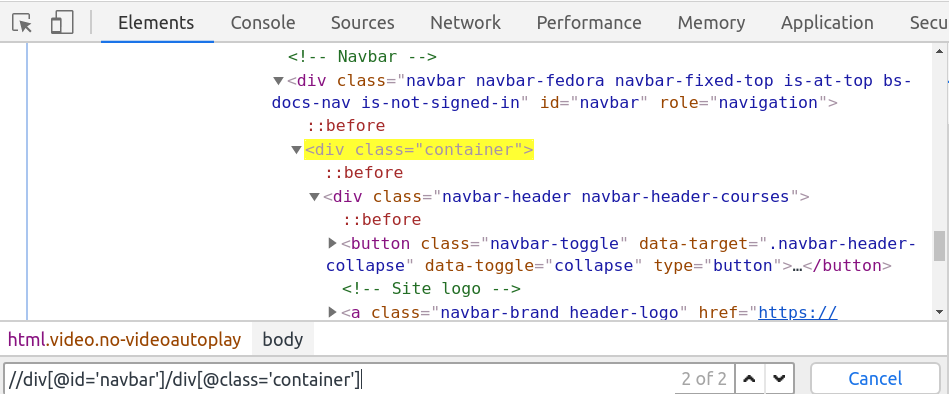 Elements Console Sources Network Performance Memory Application Secu
<!-- Navbar -->
<div class="navbar navbar-fedora navbar-fixed-top is-at-top bs-
docs-nav is-not-signed-in" id="navbar" role="navigation">
::before
<div class="container">
::before
<div class="navbar-header navbar-header-courses">
::before
<button class="navbar-toggle" data-target=".navbar-header-
collapse" data-toggle="collapse" type="button">…</button>
<!-- Site logo -->
<a class="navbar-brand header-logo" href="https://
html.video.no-videoautoplay body
//div[@id='navbar']/div[@class='container'] 2 of 2 Cancel